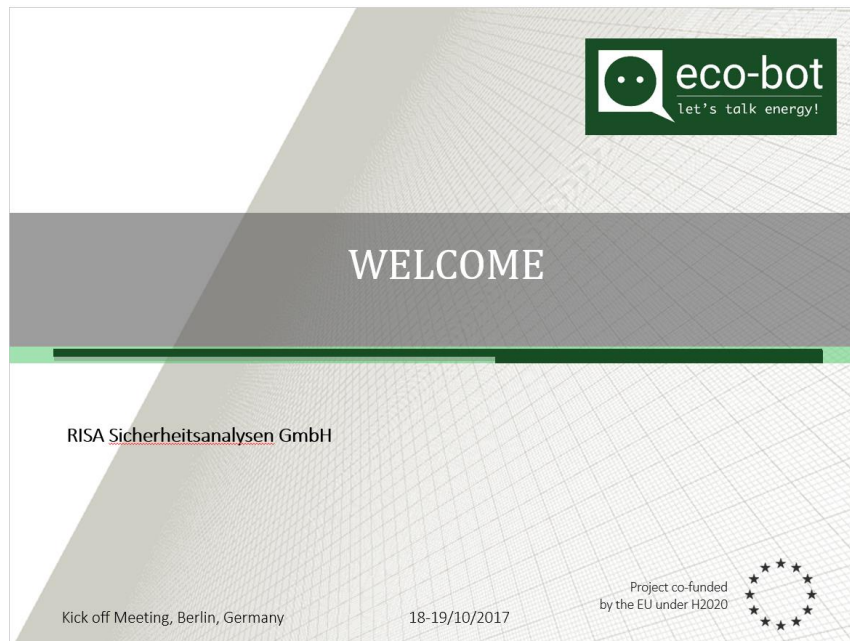 eco-bot
let's talk energy!
WELCOME
RISA Sicherheitsanalysen GmbH
Project co-funded
by the EU under H2020
Kick off Meeting, Berlin, Germany
18-19/10/2017